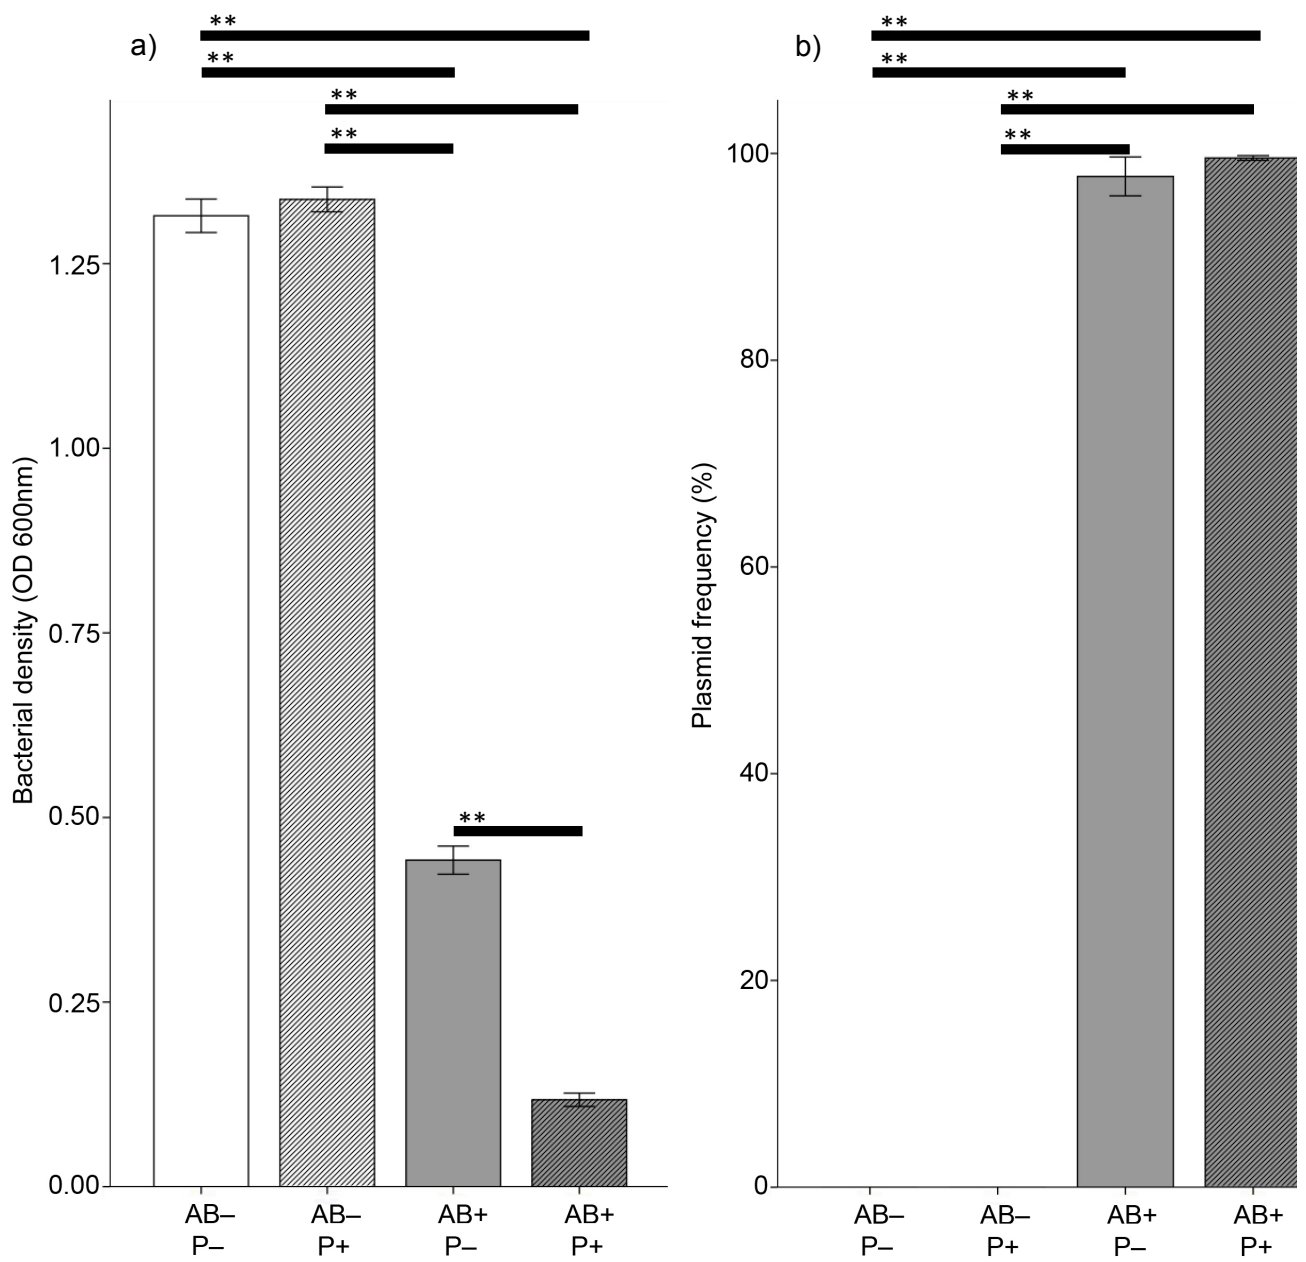 a)
**
**
**
**
**
Bacterial density (OD 600nm)
1.25
1.00
0.75
0.50
0.25
0.00
AB– AB– AB+ AB+
P– P+ P– P+
b)
**
**
**
**
Plasmid frequency (%)
100
80
60
40
20
0
AB– AB– AB+ AB+
P– P+ P– P+